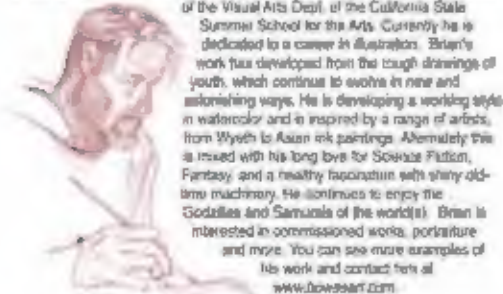 of the Visual Arts Dept. of the California State
Summer School for the Arts. Currently he is
dedicated to a career in illustration. Brian's
work has developed from the rough drawings of
youth, which continue to evolve in new and
astonishing ways. He is developing a working style
in watercolor and is inspired by a range of artists,
from Wyeth to Asian ink paintings. Alternately this
is mixed with his long love for Science Fiction,
Fantasy, and a healthy fascination with shiny old-
time machinery. He continues to enjoy the
Godzillas and Samurais of the world(s). Brian is
interested in commissioned works, portraiture
and more. You can see more examples of
his work and contact him at